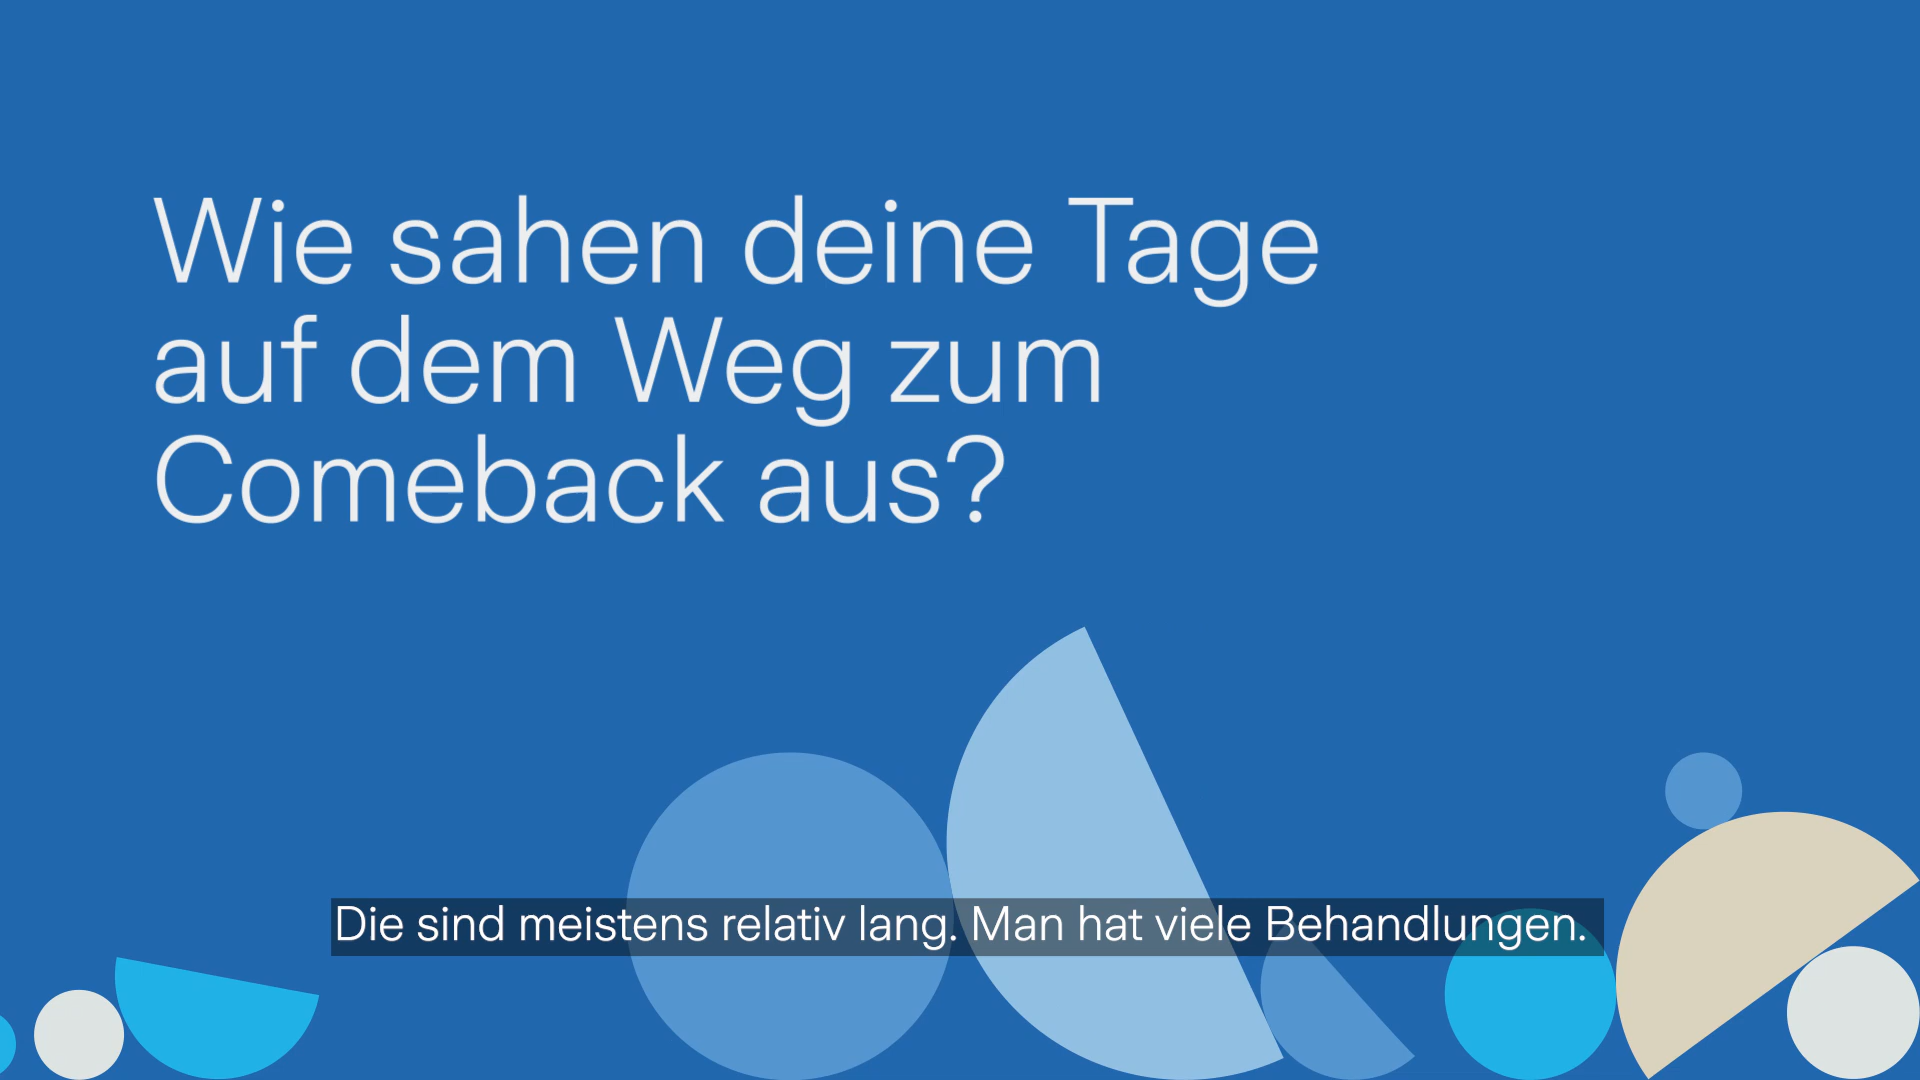 Wie sahen deine Tage
auf dem Weg zum
Comeback aus?
Die sind meistens relativ lang. Man hat viele Behandlungen.